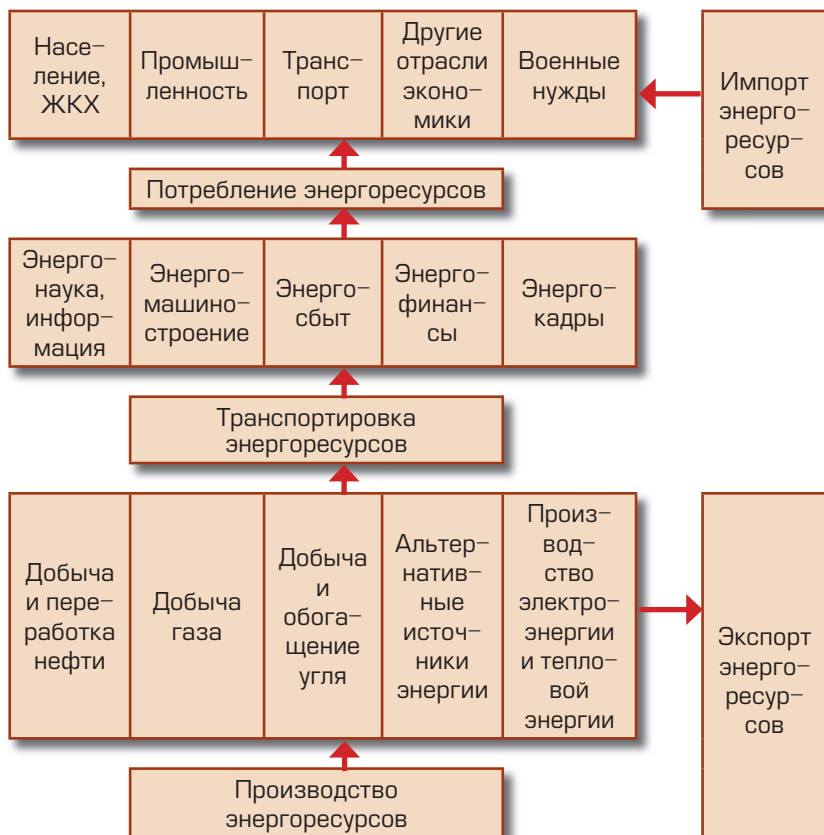 Насе–
ление,
ЖКХ
Промыш–
ленность
Транс–
порт
Другие
отрасли
эконо–
мики
Военные
нужды
Импорт
энерго–
ресур–
сов
Потребление энергоресурсов
Энерго–
наука,
инфор–
мация
Энерго–
машино–
строение
Энерго–
сбыт
Энерго–
финан–
сы
Энерго–
кадры
Транспортировка
энергоресурсов
Добыча
и пере–
работка
нефти
Добыча
газа
Добыча
и
обога–
щение
угля
Альтер–
натив–
ные
источ–
ники
энергии
Произ–
вод–
ство
электро–
энергии
и тепло–
вой
энергии
Экспорт
энерго–
ресур–
сов
Производство
энергоресурсов